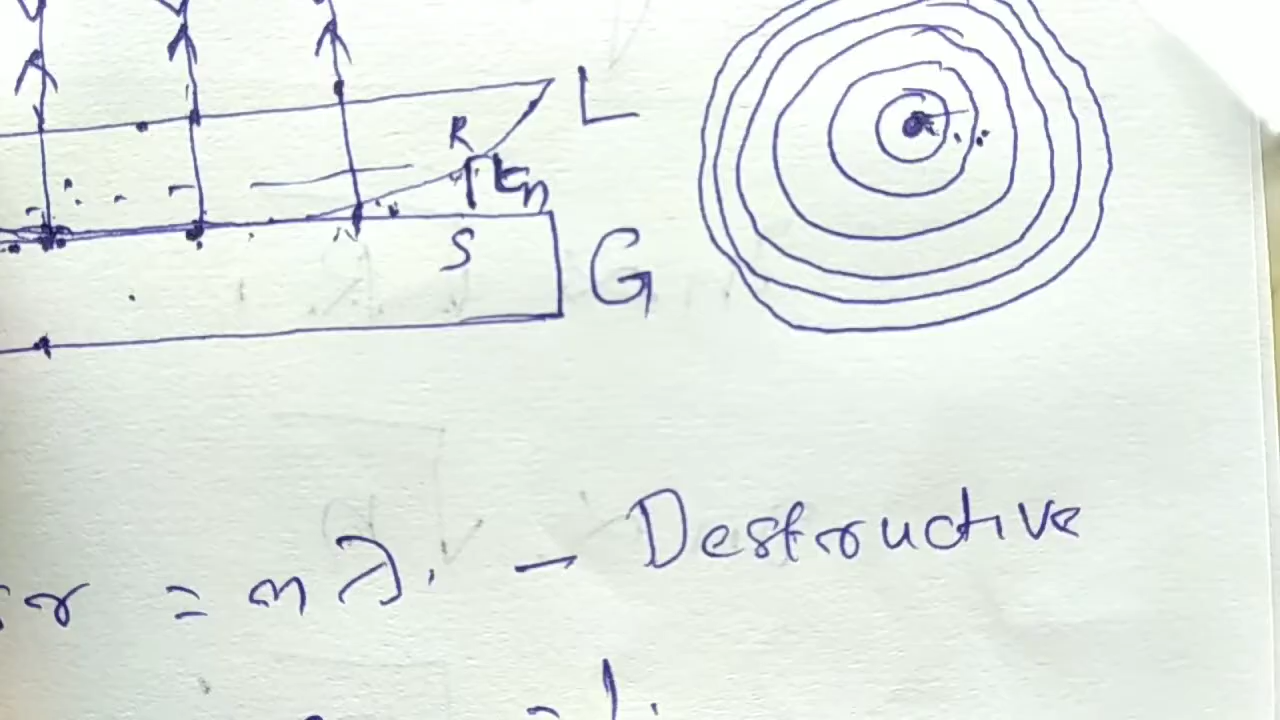 L
R
tn
S
G
r = nλ. - Destructive